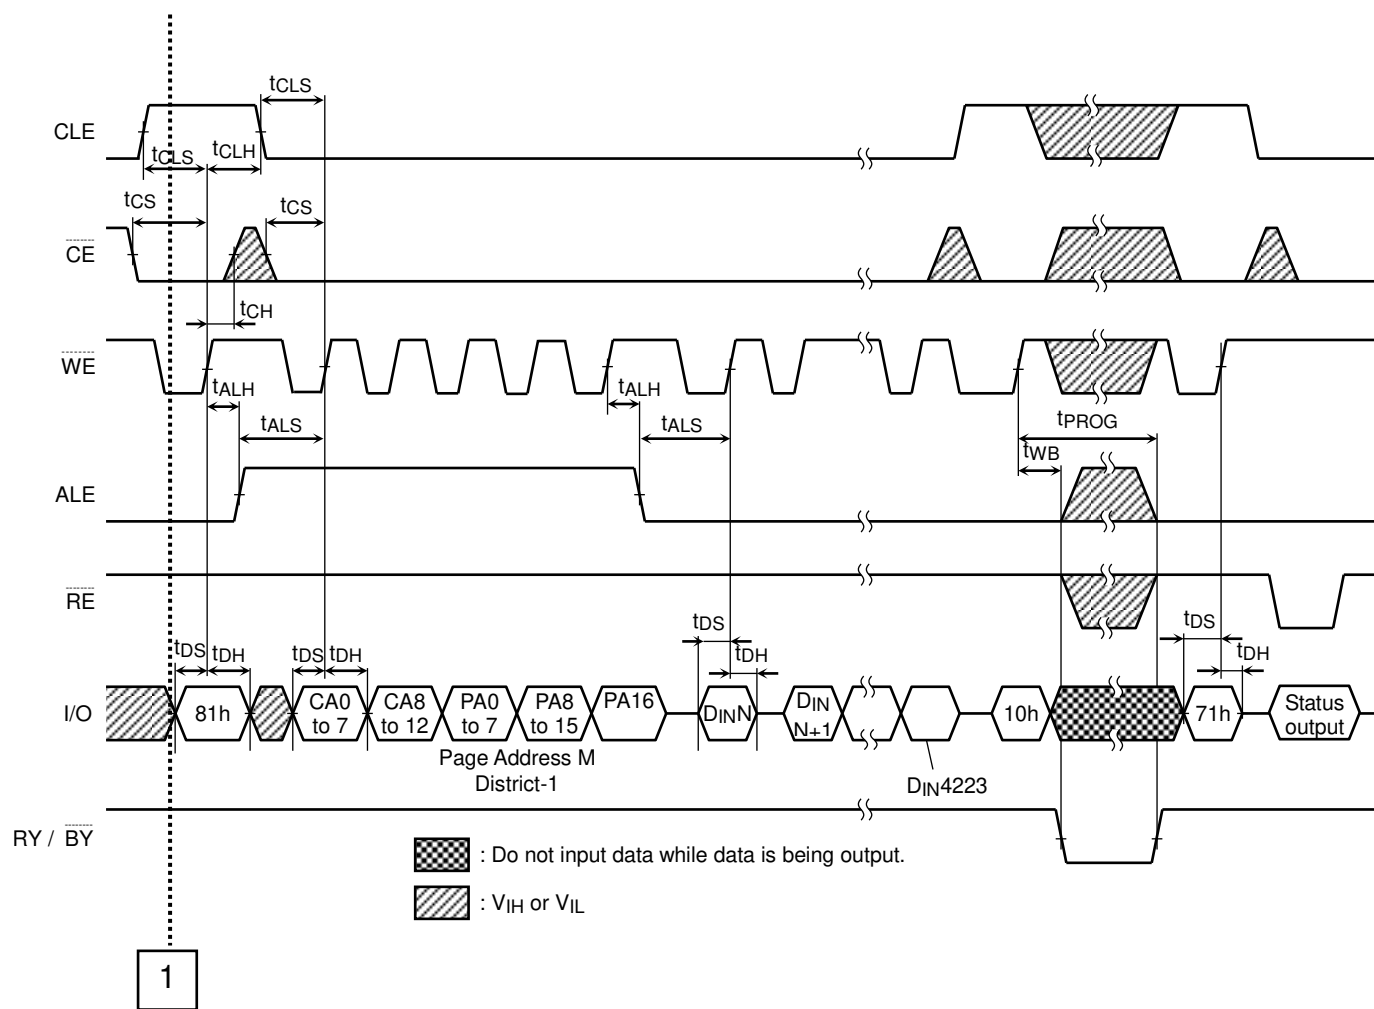 tCLS
CLE
tCLS
tCLH
tCS
tCS
CE
tCH
WE
tALH
tALH
tALS
tALS
tPROG
tWB
ALE
RE
tDS
tDH
tDS
tDH
tDS
tDH
tDS
tDH
I/O
81h
CA0 to 7
CA8 to 12
PA0 to 7
PA8 to 15
PA16
DINN
DIN N+1
10h
71h
Status output
Page Address M
District-1
DIN4223
RY / BY
: Do not input data while data is being output.
: VIH or VIL
1